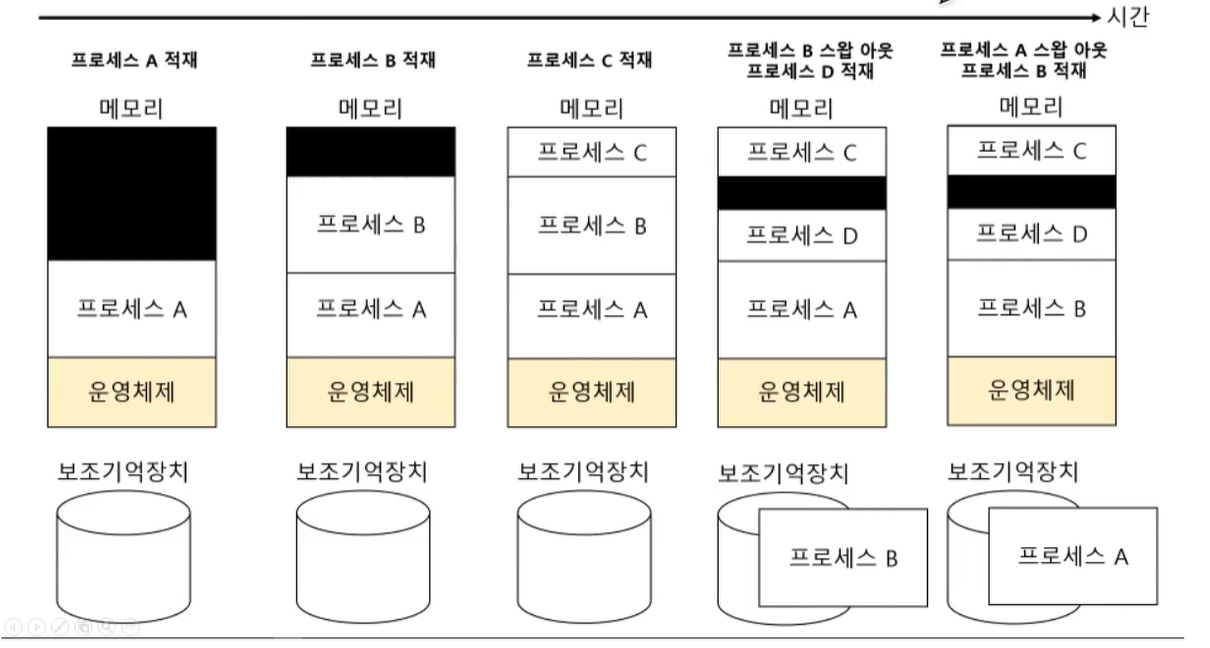 시간
프로세스 A 적재
메모리
프로세스 A
운영체제
보조기억장치
프로세스 B 적재
메모리
프로세스 B
프로세스 A
운영체제
보조기억장치
프로세스 C 적재
메모리
프로세스 C
프로세스 B
프로세스 A
운영체제
보조기억장치
프로세스 B 스왑 아웃
프로세스 D 적재
메모리
프로세스 C
프로세스 D
프로세스 A
운영체제
보조기억장치
프로세스 B
프로세스 A 스왑 아웃
프로세스 B 적재
메모리
프로세스 C
프로세스 D
프로세스 B
운영체제
보조기억장치
프로세스 A